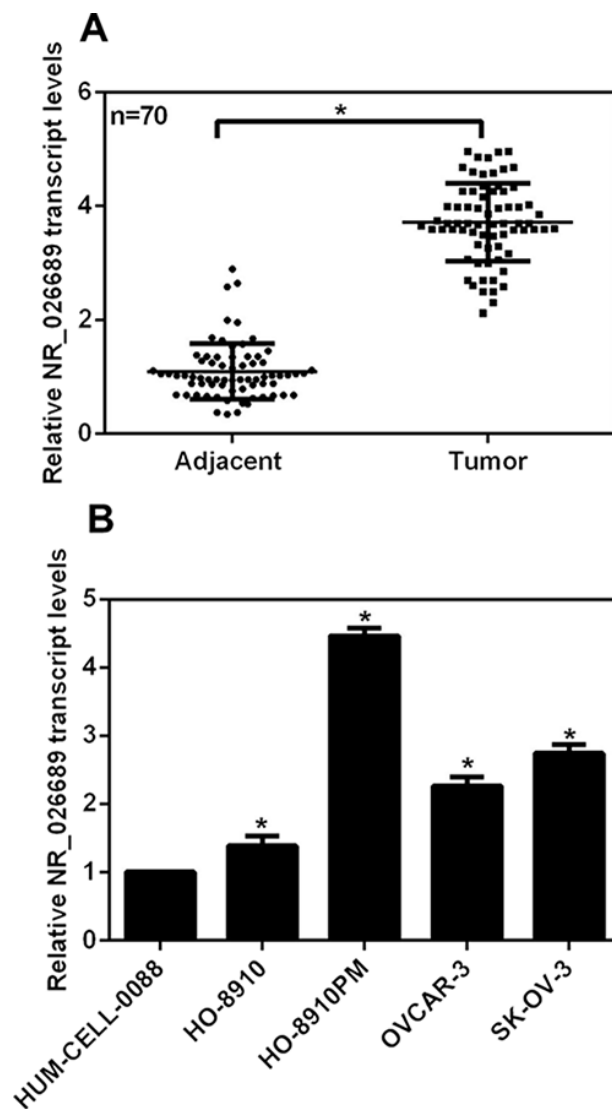 A
Relative NR_026689 transcript levels
6
4
2
0
n=70
*
Adjacent
Tumor
B
Relative NR_026689 transcript levels
5
4
3
2
1
0
*
*
*
*
HUM-CELL-0088
HO-8910
HO-8910PM
OVCAR-3
SK-OV-3